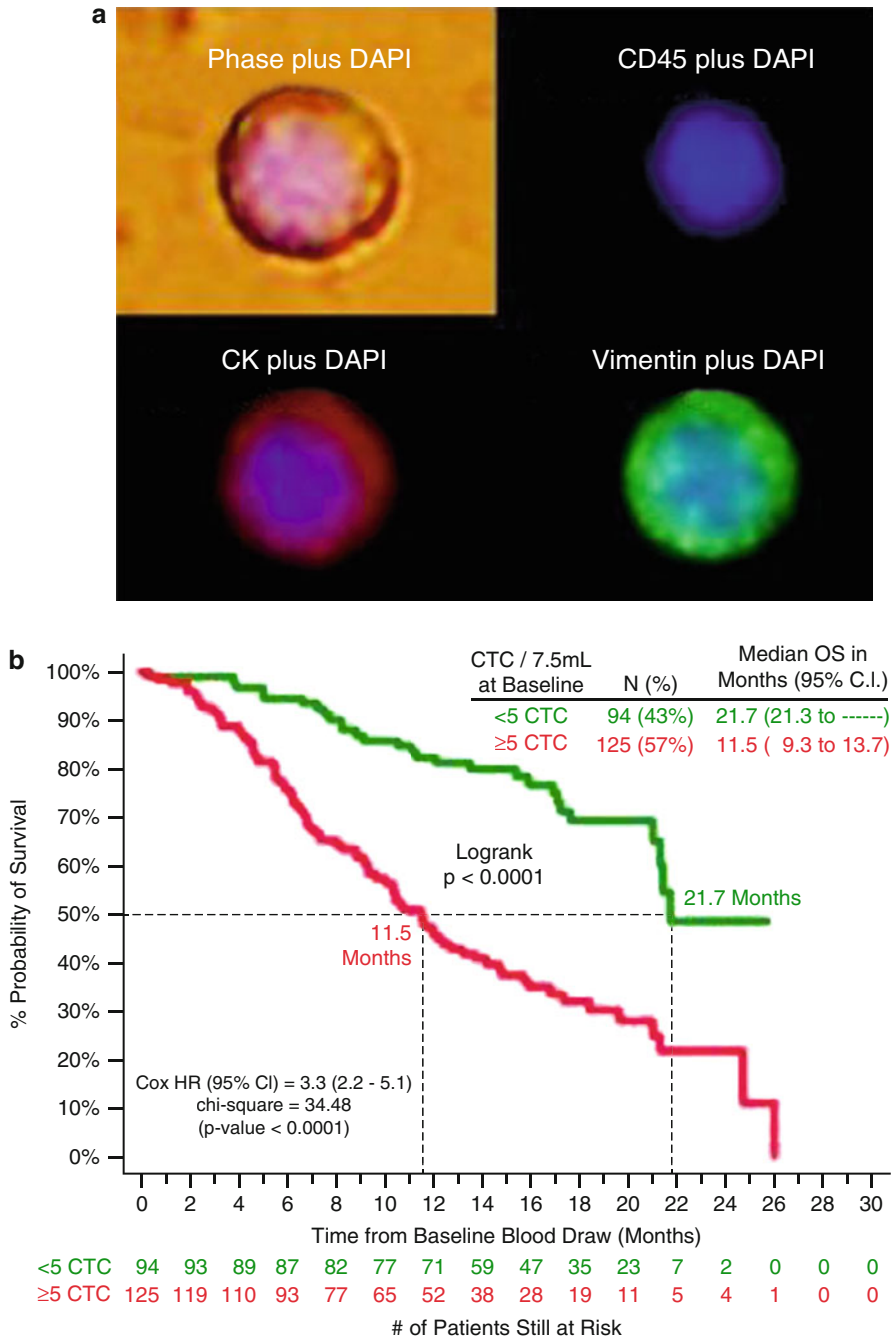 a
Phase plus DAPI
CD45 plus DAPI
CK plus DAPI
Vimentin plus DAPI
b
CTC / 7.5mL at Baseline N (%) Median OS in Months (95% C.I.)
<5 CTC 94 (43%) 21.7 (21.3 to ------)
≥5 CTC 125 (57%) 11.5 ( 9.3 to 13.7)
% Probability of Survival
100%
90%
80%
70%
60%
50%
40%
30%
20%
10%
0%
Logrank
p < 0.0001
21.7 Months
11.5
Months
Cox HR (95% CI) = 3.3 (2.2 - 5.1)
chi-square = 34.48
(p-value < 0.0001)
0 2 4 6 8 10 12 14 16 18 20 22 24 26 28 30
Time from Baseline Blood Draw (Months)
<5 CTC 94 93 89 87 82 77 71 59 47 35 23 7 2 0 0 0
≥5 CTC 125 119 110 93 77 65 52 38 28 19 11 5 4 1 0 0
# of Patients Still at Risk